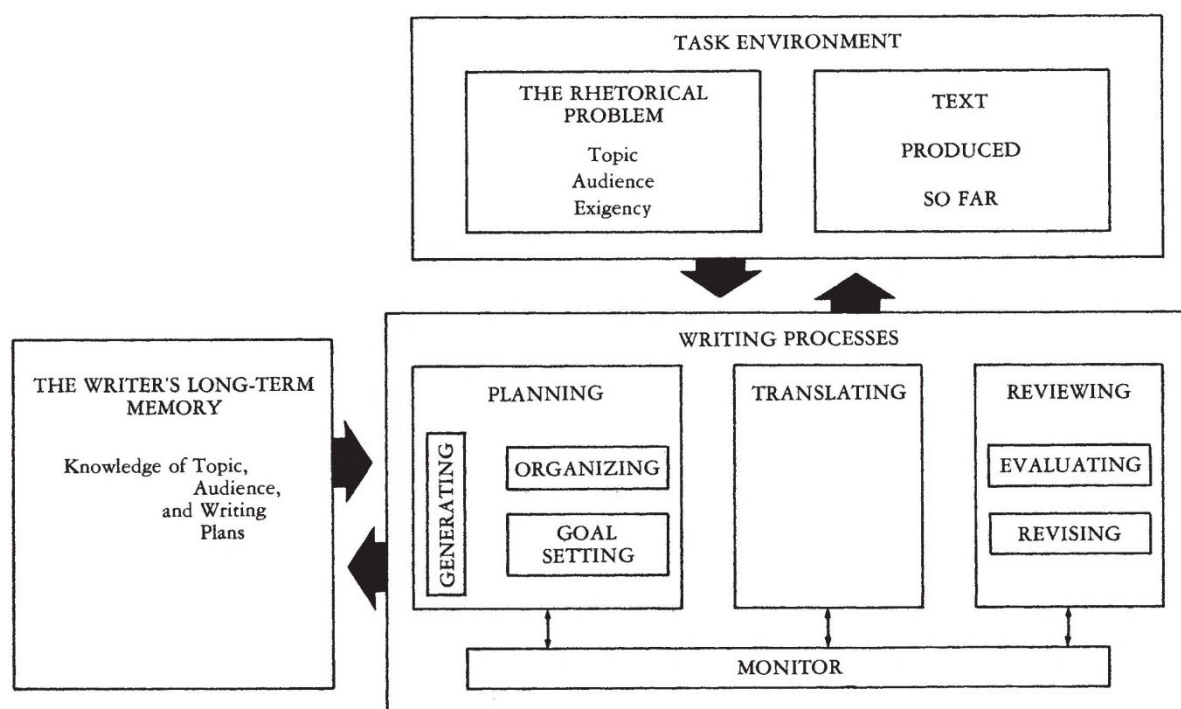 TASK ENVIRONMENT
THE RHETORICAL
PROBLEM
Topic
Audience
Exigency
TEXT
PRODUCED
SO FAR
THE WRITER'S LONG-TERM
MEMORY
Knowledge of Topic,
Audience,
and Writing
Plans
WRITING PROCESSES
PLANNING
GENERATING
ORGANIZING
GOAL
SETTING
TRANSLATING
REVIEWING
EVALUATING
REVISING
MONITOR